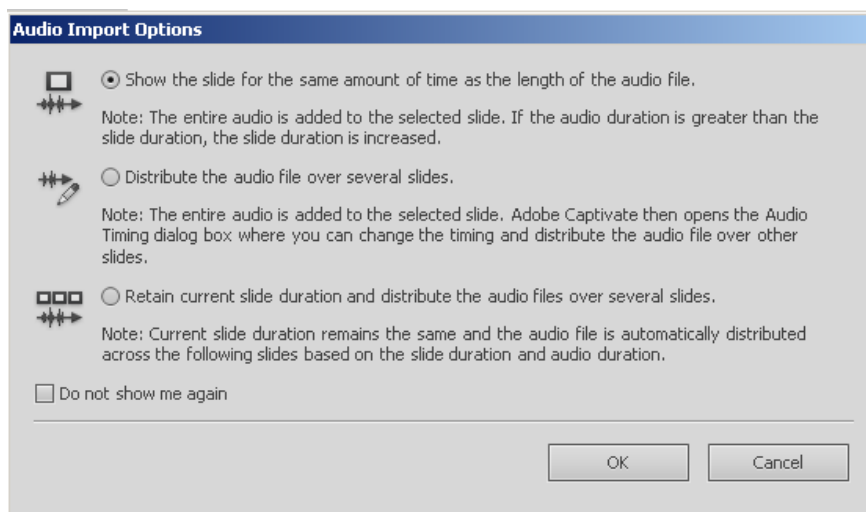 Audio Import Options
Show the slide for the same amount of time as the length of the audio file.
Note: The entire audio is added to the selected slide. If the audio duration is greater than the
slide duration, the slide duration is increased.
Distribute the audio file over several slides.
Note: The entire audio is added to the selected slide. Adobe Captivate then opens the Audio
Timing dialog box where you can change the timing and distribute the audio file over other
slides.
Retain current slide duration and distribute the audio files over several slides.
Note: Current slide duration remains the same and the audio file is automatically distributed
across the following slides based on the slide duration and audio duration.
Do not show me again
OK
Cancel